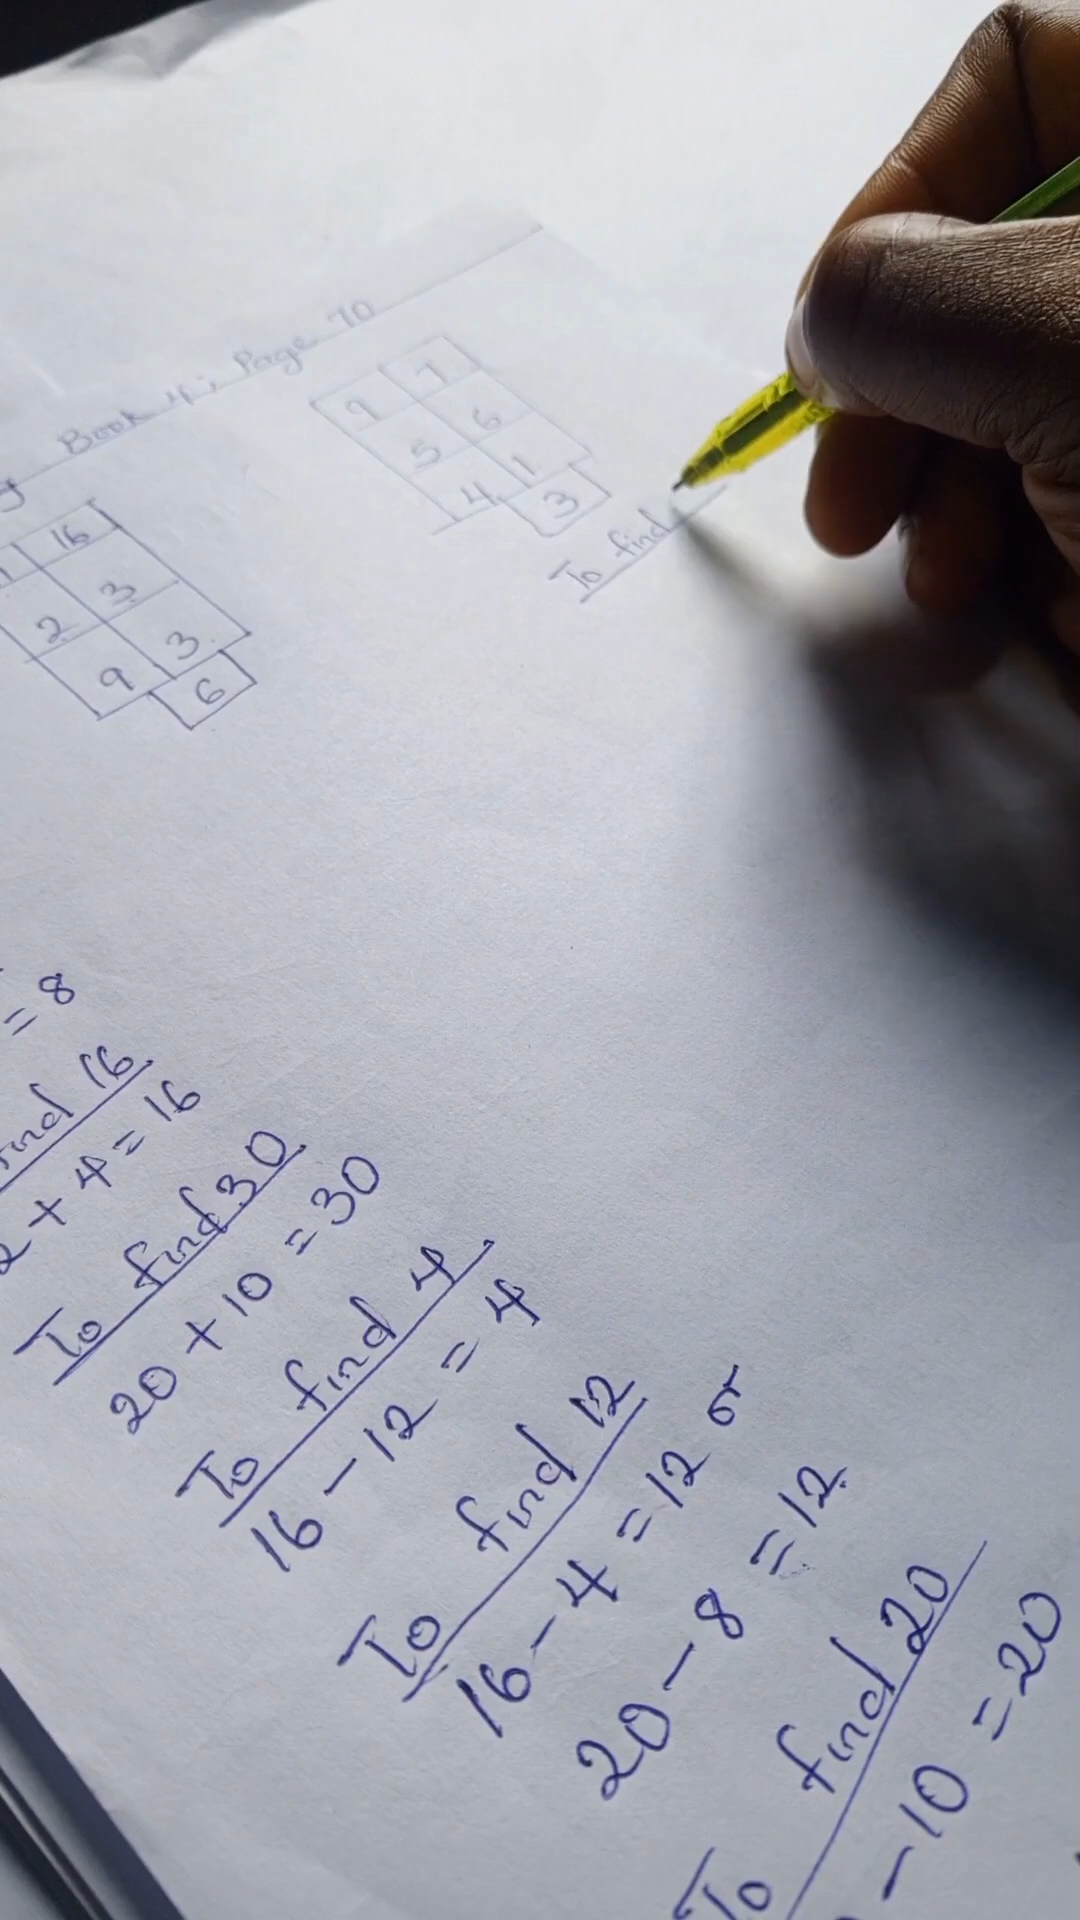 Book 4; Page 70
16
2 3
9 3
6
7
9 6
5 1
4 3
To find
= 8
find 16
2 + 4 = 16
To find 30
20 + 10 = 30
To find 4
16 - 12 = 4
To find 12
16 - 4 = 12 or
20 - 8 = 12.
To find 20
- 10 = 20